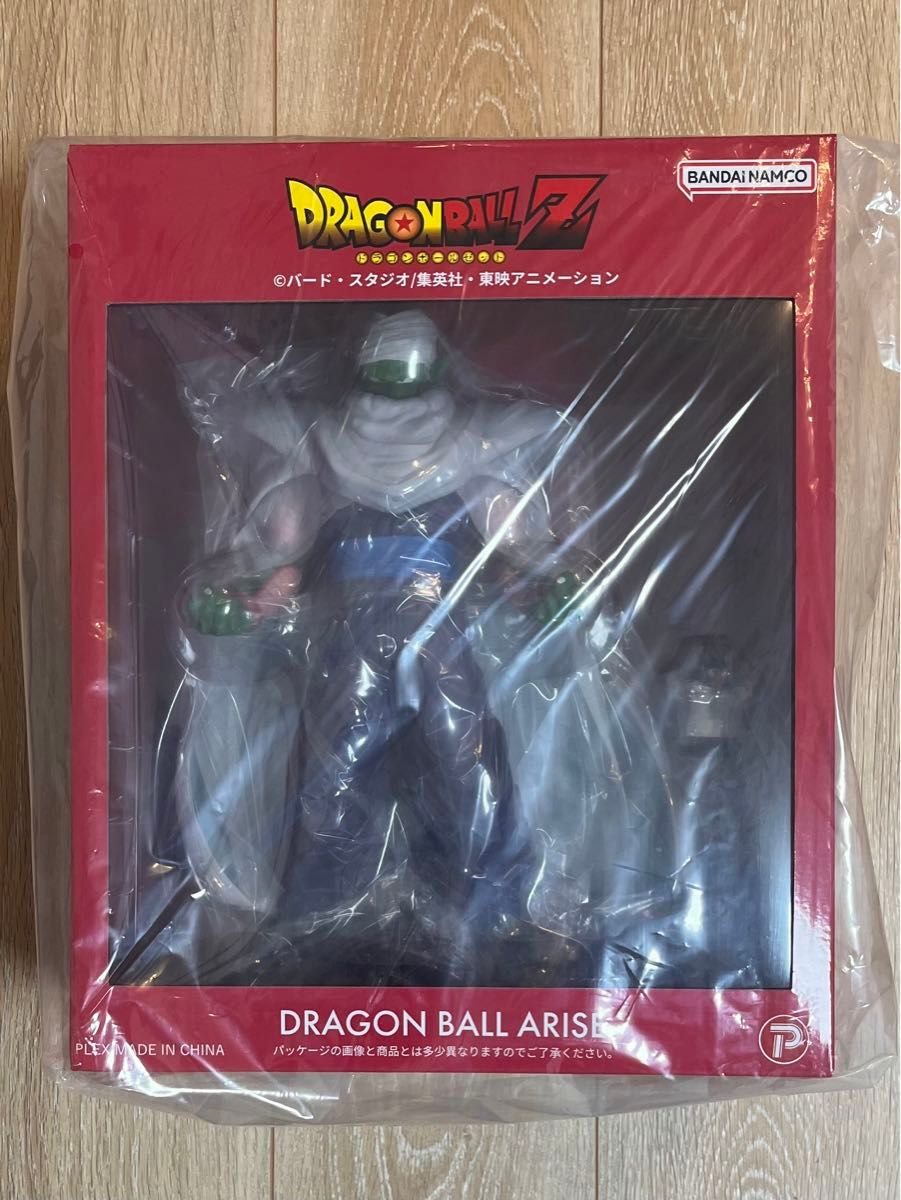 BANDAI NAMCO
DRAGON BALL Z
ドラゴンボールゼット
©バード・スタジオ/集英社・東映アニメーション
DRAGON BALL ARISE
PLEX MADE IN CHINA
パッケージの画像と商品とは多少異なりますのでご了承ください。
P